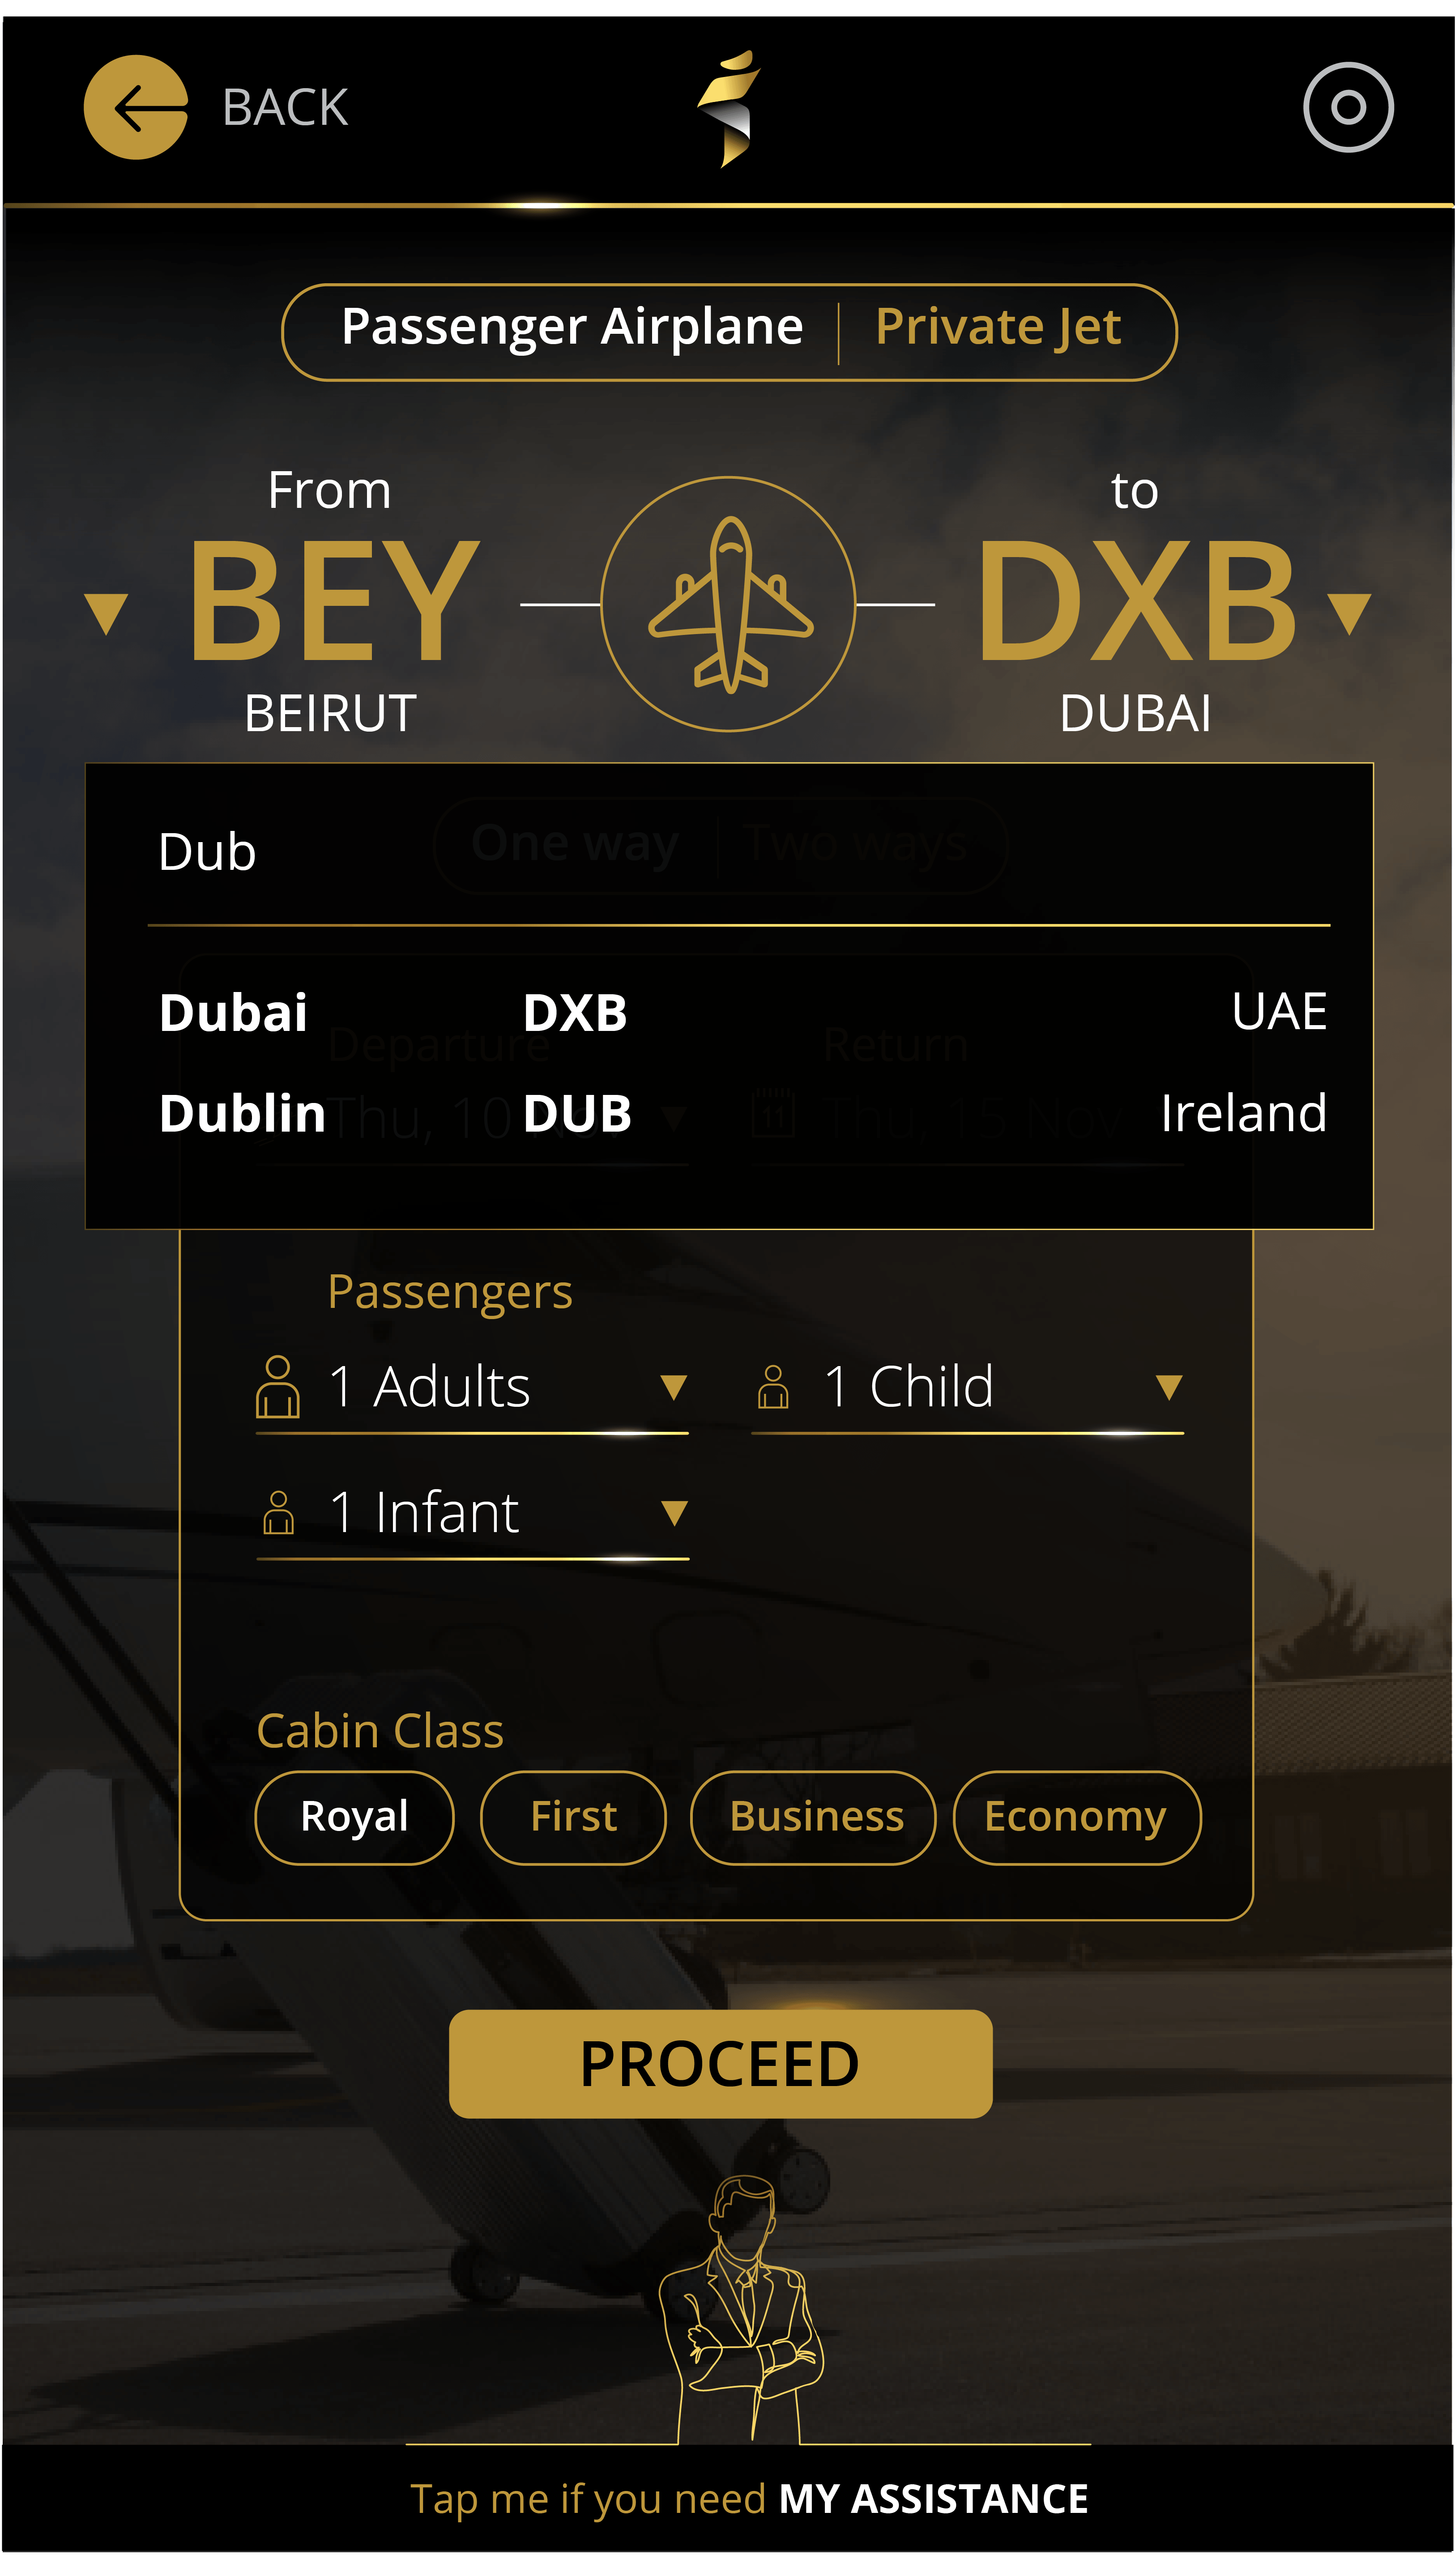 BACK
Passenger Airplane | Private Jet
From to
BEY DXB
BEIRUT DUBAI
One way | Two ways
Dub
Dubai DXB UAE
Departure Return
Dublin DUB Ireland
Thu, 10 Nov 11 Thu, 15 Nov
Passengers
1 Adults 1 Child
1 Infant
Cabin Class
Royal First Business Economy
PROCEED
Tap me if you need MY ASSISTANCE